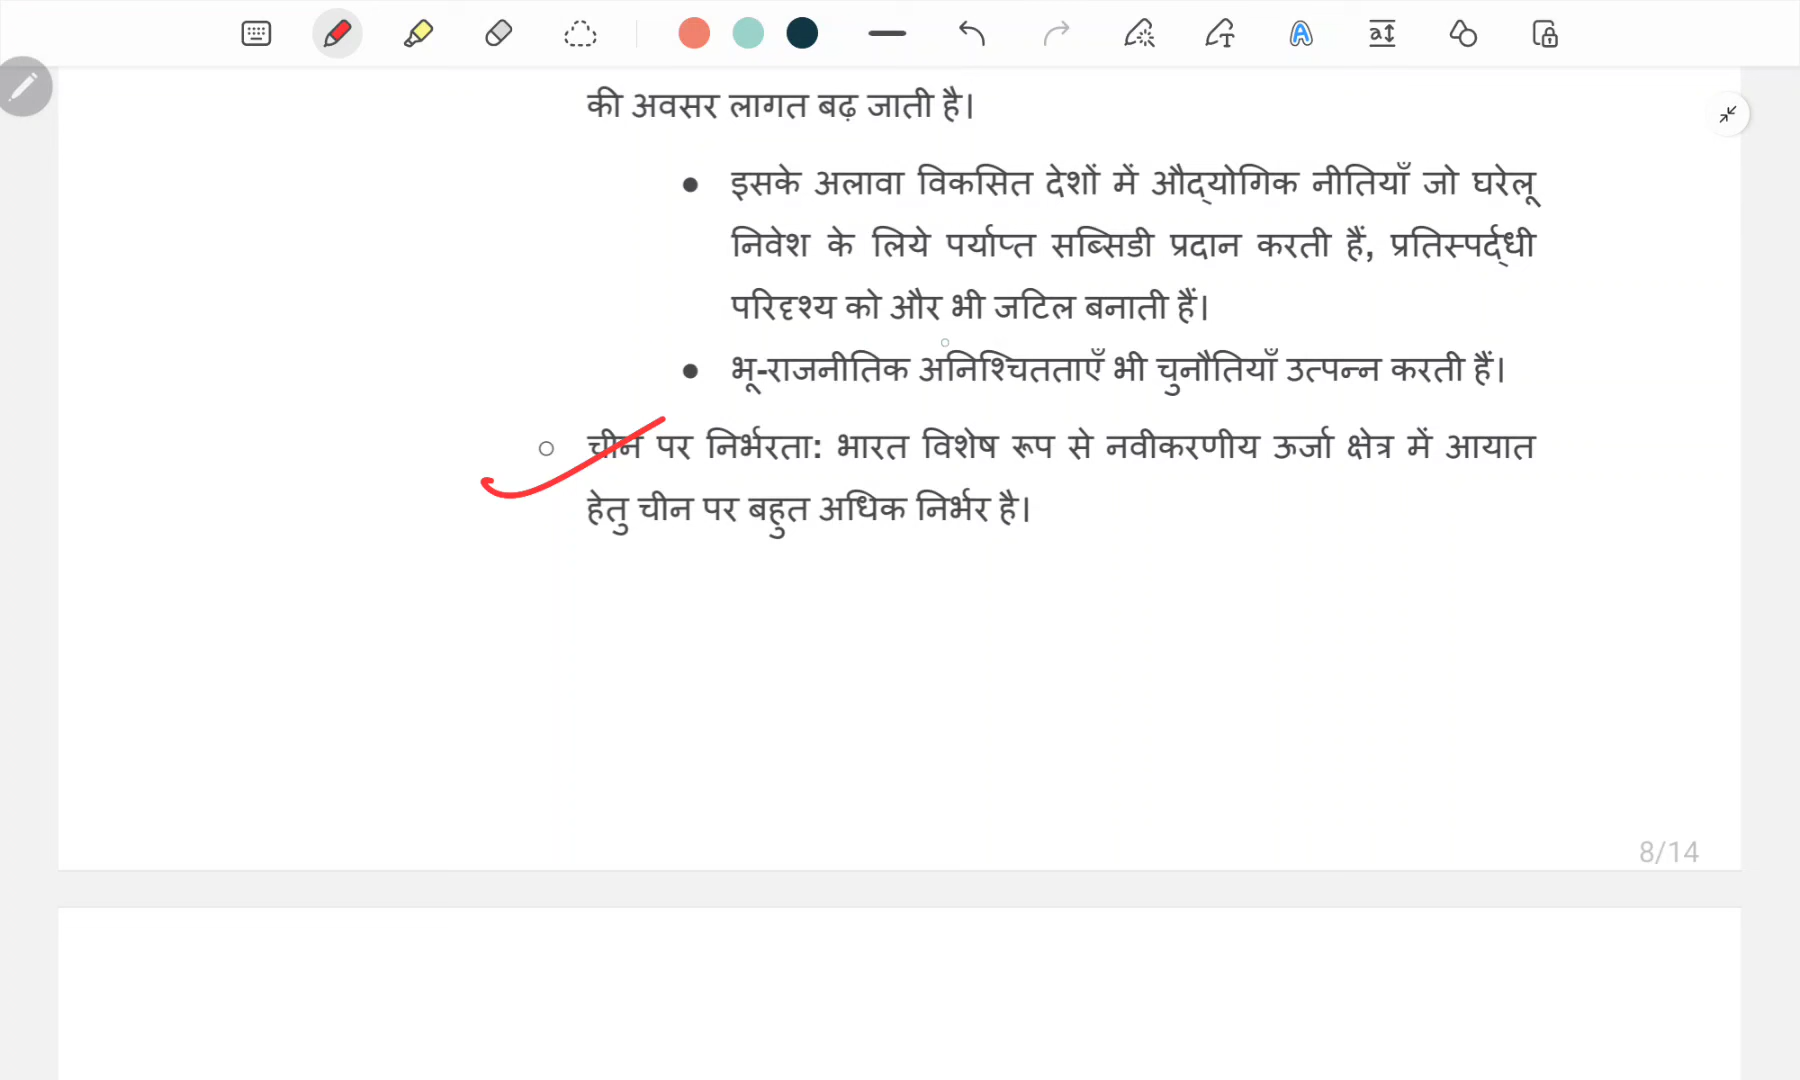 की अवसर लागत बढ़ जाती है।
● इसके अलावा विकसित देशों में औद्योगिक नीतियाँ जो घरेलू
निवेश के लिये पर्याप्त सब्सिडी प्रदान करती हैं, प्रतिस्पर्द्धी
परिदृश्य को और भी जटिल बनाती हैं।
● भू-राजनीतिक अनिश्चितताएँ भी चुनौतियाँ उत्पन्न करती हैं।
○ चीन पर निर्भरता: भारत विशेष रूप से नवीकरणीय ऊर्जा क्षेत्र में आयात
हेतु चीन पर बहुत अधिक निर्भर है।
8/14